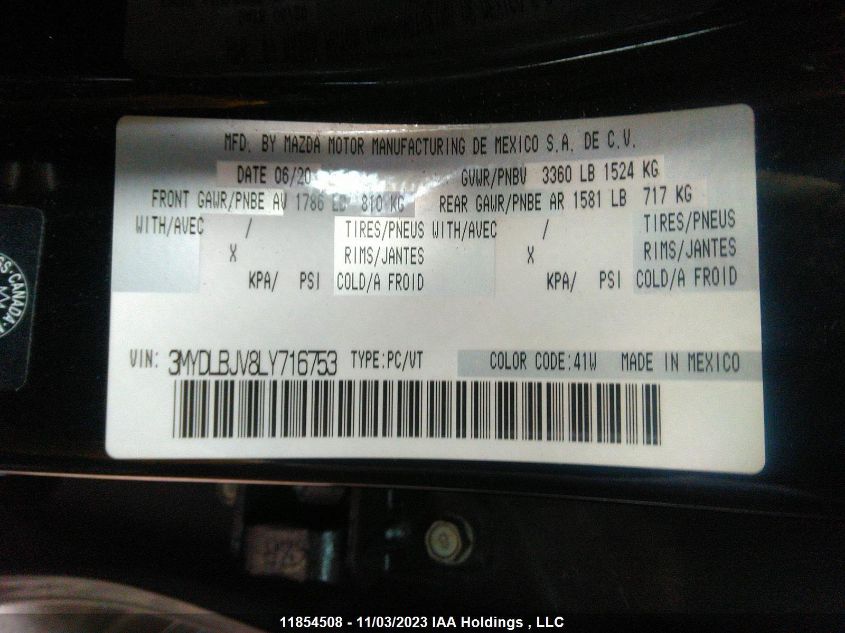 MFD. BY MAZDA MOTOR MANUFACTURING DE MEXICO S.A. DE C.V.
DATE 06/20 GVWR/PNBV 3360 LB 1524 KG
FRONT GAWR/PNBE AV 1786 LB 810 KG REAR GAWR/PNBE AR 1581 LB 717 KG
WITH/AVEC / TIRES/PNEUS WITH/AVEC / TIRES/PNEUS
X RIMS/JANTES X RIMS/JANTES
KPA/ PSI COLD/A FROID KPA/ PSI COLD/A FROID
VIN: 3MYDLBJV8LY716753 TYPE:PC/VT COLOR CODE:41W MADE IN MEXICO
CANADA
11854508 - 11/03/2023 IAA Holdings , LLC